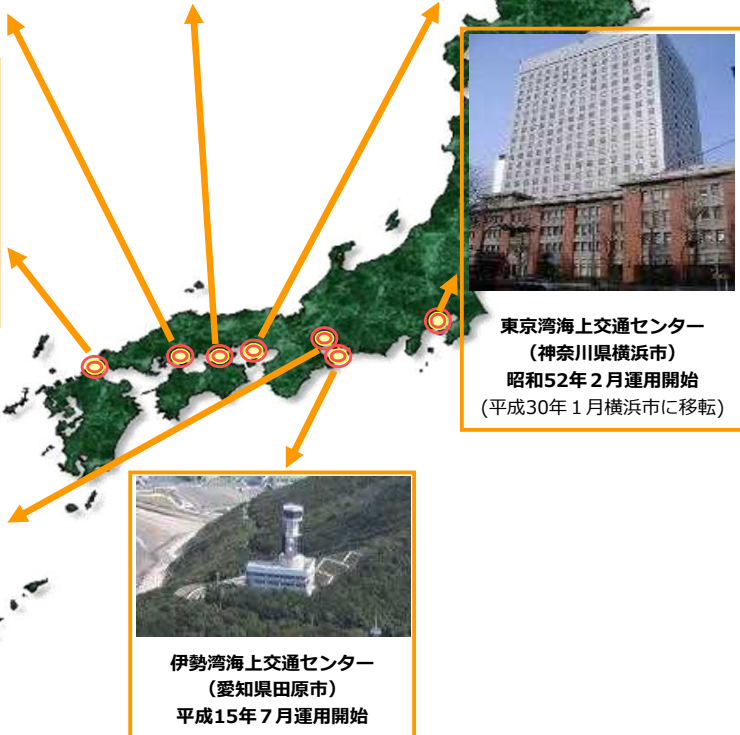 東京湾海上交通センター
（神奈川県横浜市）
昭和52年２月運用開始
(平成30年１月横浜市に移転)
伊勢湾海上交通センター
（愛知県田原市）
平成15年７月運用開始